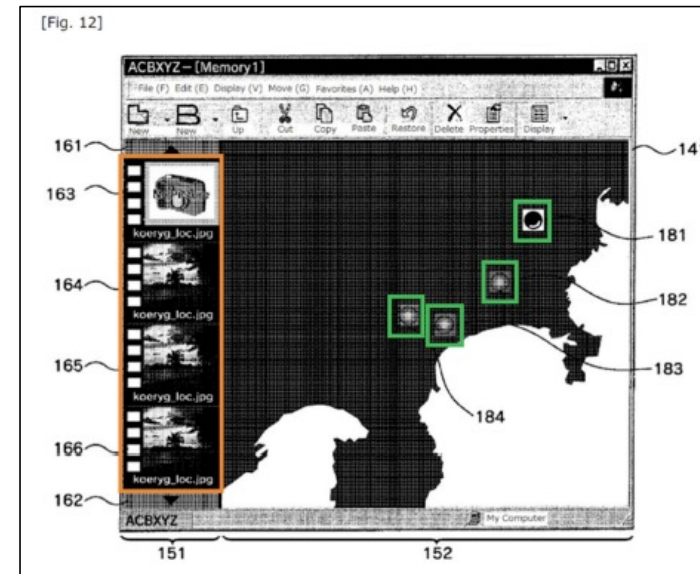 [Fig. 12]
ACBXYZ－[Memory1]
File (F) Edit (E) Display (V) Move (G) Favorites (A) Help (H)
New New Up Cut Copy Paste Restore Delete Properties Display
161
141
163
koeryg_loc.jpg
181
164
koeryg_loc.jpg
182
165
koeryg_loc.jpg
183
184
166
koeryg_loc.jpg
162
ACBXYZ My Computer
151 152